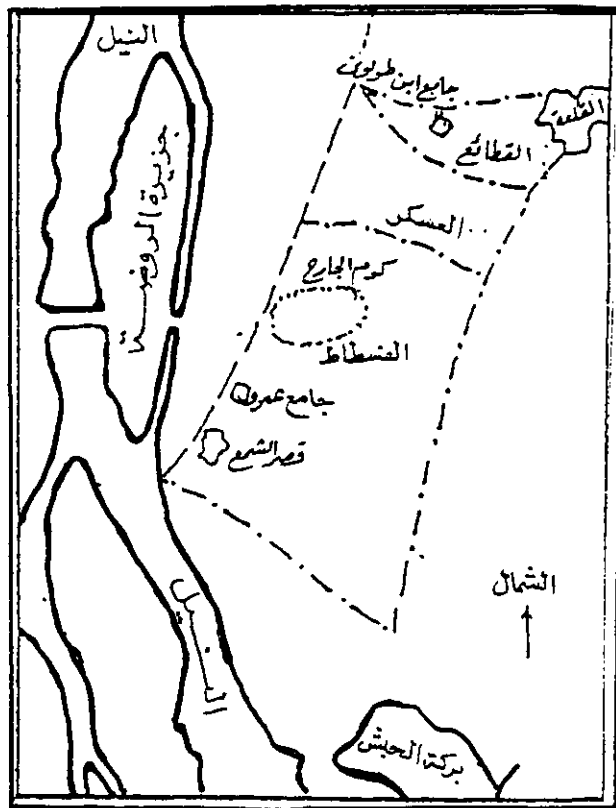 النيل
جامع ابن طولون
القلعة
القطائع
جزيرة الروضة
العسكر
كوم الجارح
الفسطاط
جامع عمرو
قصر الشمع
الشمال
النيل
بركة الحبش